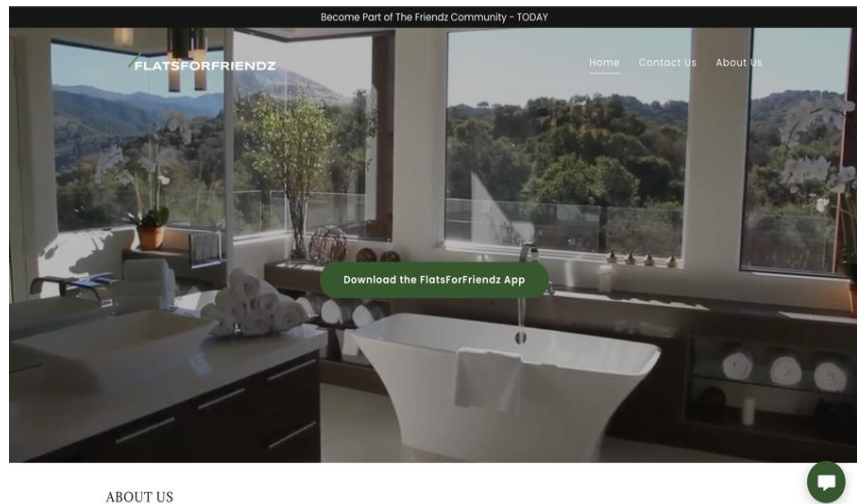 Become Part of The Friendz Community - TODAY
FLATSFORFRIENDZ
Home Contact Us About Us
Download the FlatsForFriendz App
ABOUT US